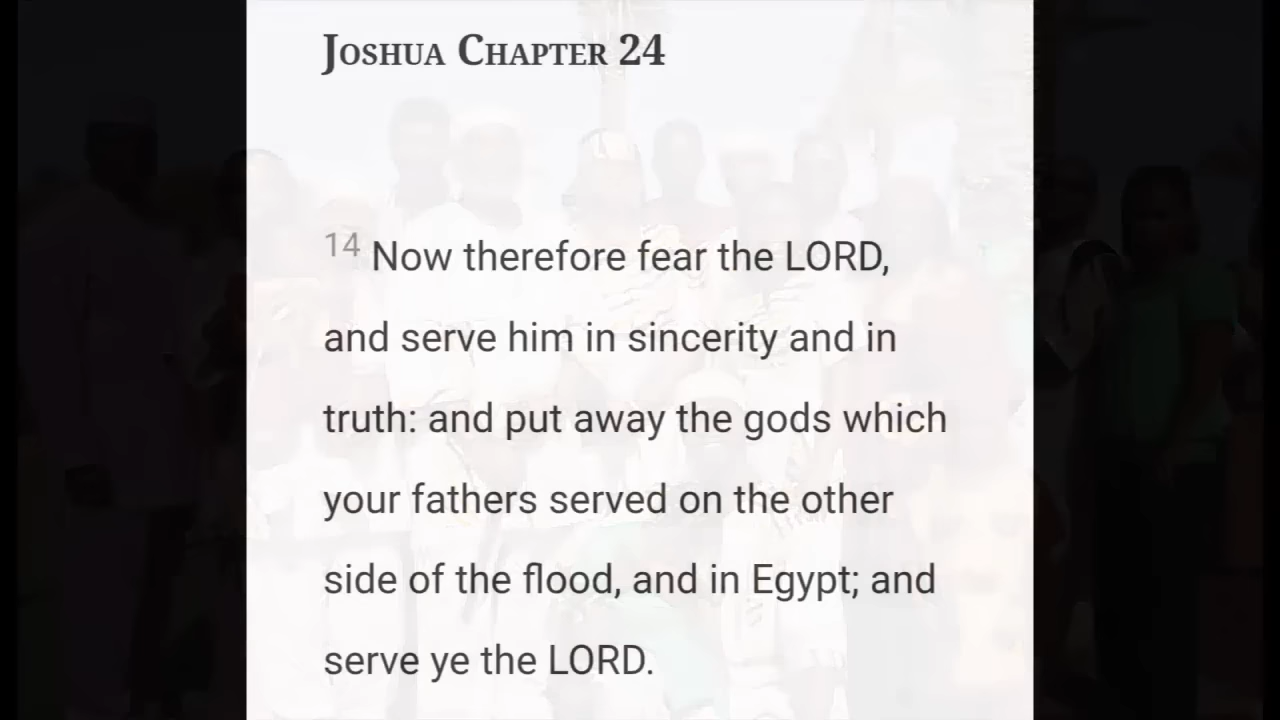 Joshua Chapter 24
14 Now therefore fear the LORD,
and serve him in sincerity and in
truth: and put away the gods which
your fathers served on the other
side of the flood, and in Egypt; and
serve ye the LORD.